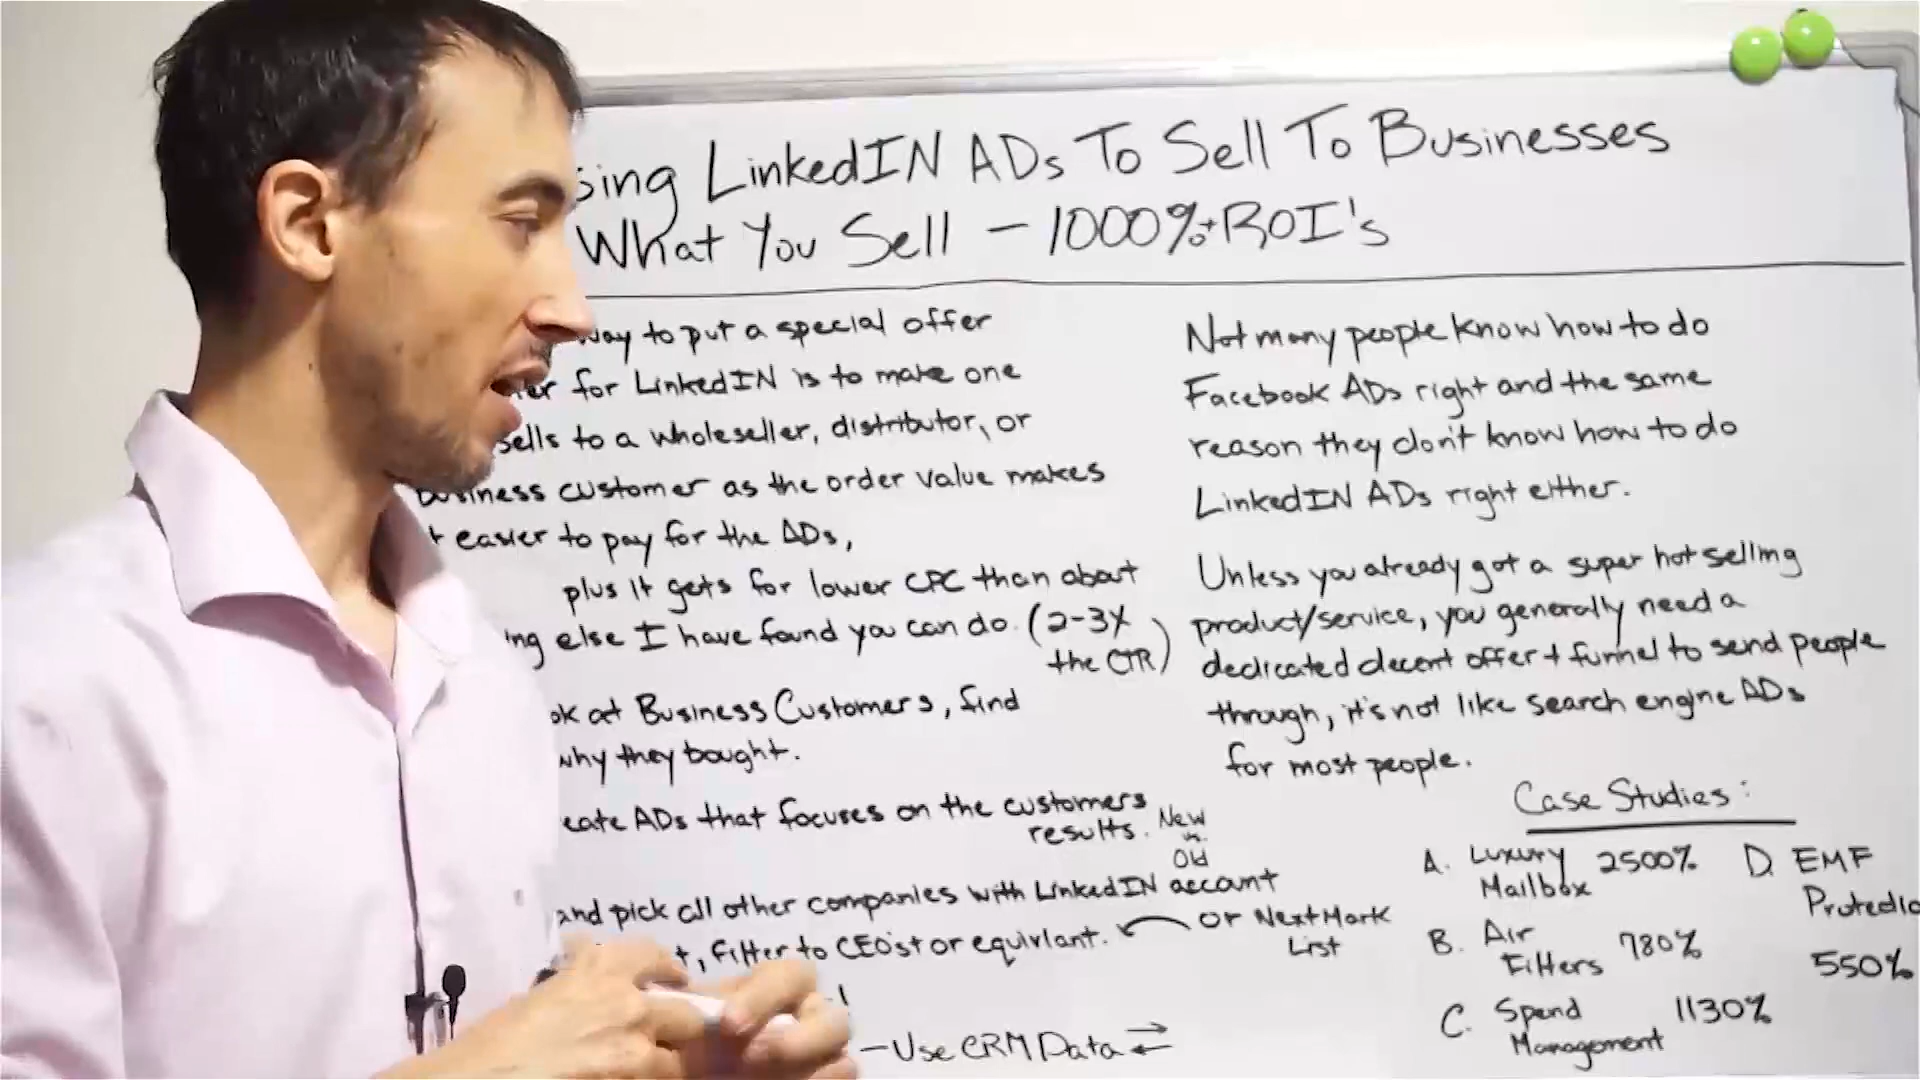 sing LinkedIN ADs To Sell To Businesses
What You Sell - 1000%+ ROI's
way to put a special offer
for LinkedIN is to make one
sells to a wholeseller, distributor, or
business customer as the order value makes
t easier to pay for the ADs,
plus it gets for lower CPC than about
ing else I have found you can do. (2-3X
the CTR)
ok at Business Customers, find
why they bought.
eate ADs that focuses on the customers
results. New
vs.
Old
and pick all other companies with LinkedIN account
t, filter to CEO's+ or equivlant. or Next Mark
List
- Use CRM Data
Not many people know how to do
Facebook ADs right and the same
reason they don't know how to do
LinkedIN ADs right either.
Unless you already got a super hot selling
product/service, you generally need a
dedicated decent offer + funnel to send people
through, it's not like search engine ADs
for most people.
Case Studies:
A. Luxury Mailbox 2500%
B. Air Filters 780%
C. Spend Management 1130%
D. EMF Protectio
550%